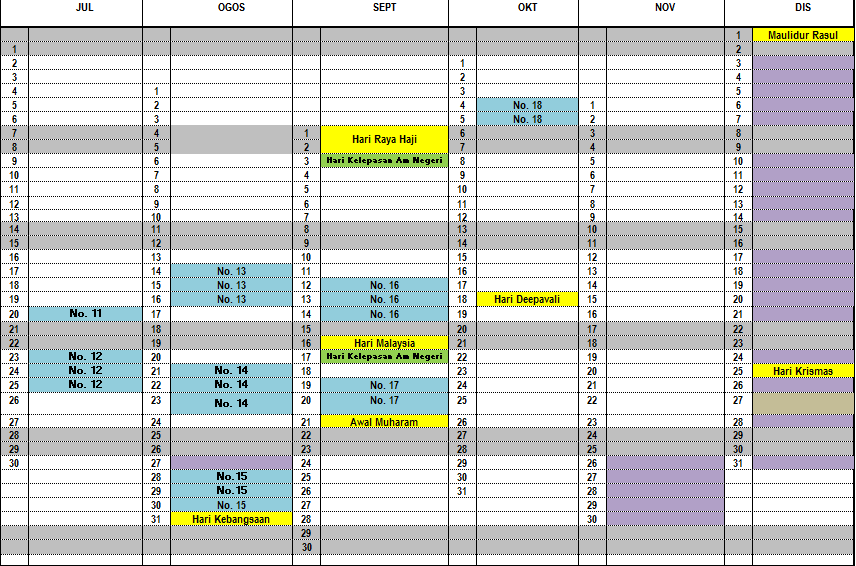 JUL OGOS SEPT OKT NOV DIS
1 Maulidur Rasul
1 2
2 1 3
3 2 4
4 1 3 5
5 2 4 No. 18 1 6
6 3 5 No. 18 2 7
7 4 1 Hari Raya Haji 6 3 8
8 5 2 7 4 9
9 6 3 Hari Kelepasan Am Negeri 8 5 10
10 7 4 9 6 11
11 8 5 10 7 12
12 9 6 11 8 13
13 10 7 12 9 14
14 11 8 13 10 15
15 12 9 14 11 16
16 13 10 15 12 17
17 14 No. 13 11 16 13 18
18 15 No. 13 12 No. 16 17 14 19
19 16 No. 13 13 No. 16 18 Hari Deepavali 15 20
20 No. 11 17 14 No. 16 19 21
21 18 15 20 17 22
22 19 16 Hari Malaysia 21 18 23
23 No. 12 20 17 Hari Kelepasan Am Negeri 22 19 24
24 No. 12 21 No. 14 18 23 20 25 Hari Krismas
25 No. 12 22 No. 14 19 No. 17 24 21 26
26 23 No. 14 20 No. 17 25 22 27
27 24 21 Awal Muharam 26 23 28
28 25 22 27 24 29
29 26 23 28 25 30
30 27 24 29 26 31
28 No.15 25 30 27
29 No.15 26 31 28
30 No. 15 27 29
31 Hari Kebangsaan 28 30
29
30